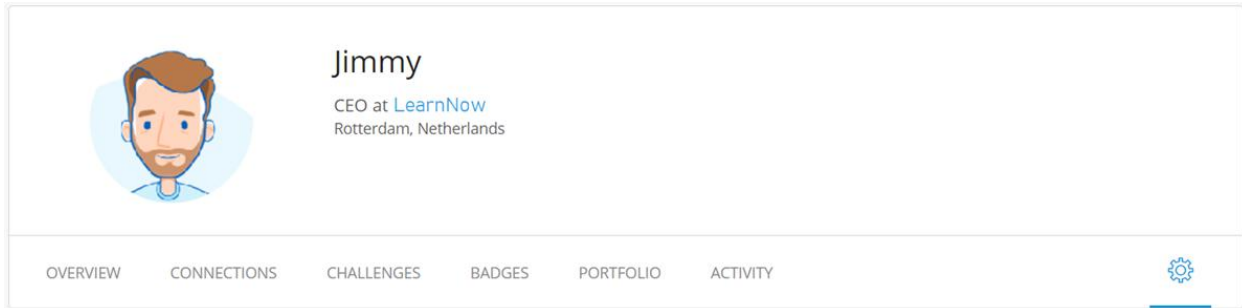 Jimmy
CEO at LearnNow
Rotterdam, Netherlands
OVERVIEW CONNECTIONS CHALLENGES BADGES PORTFOLIO ACTIVITY